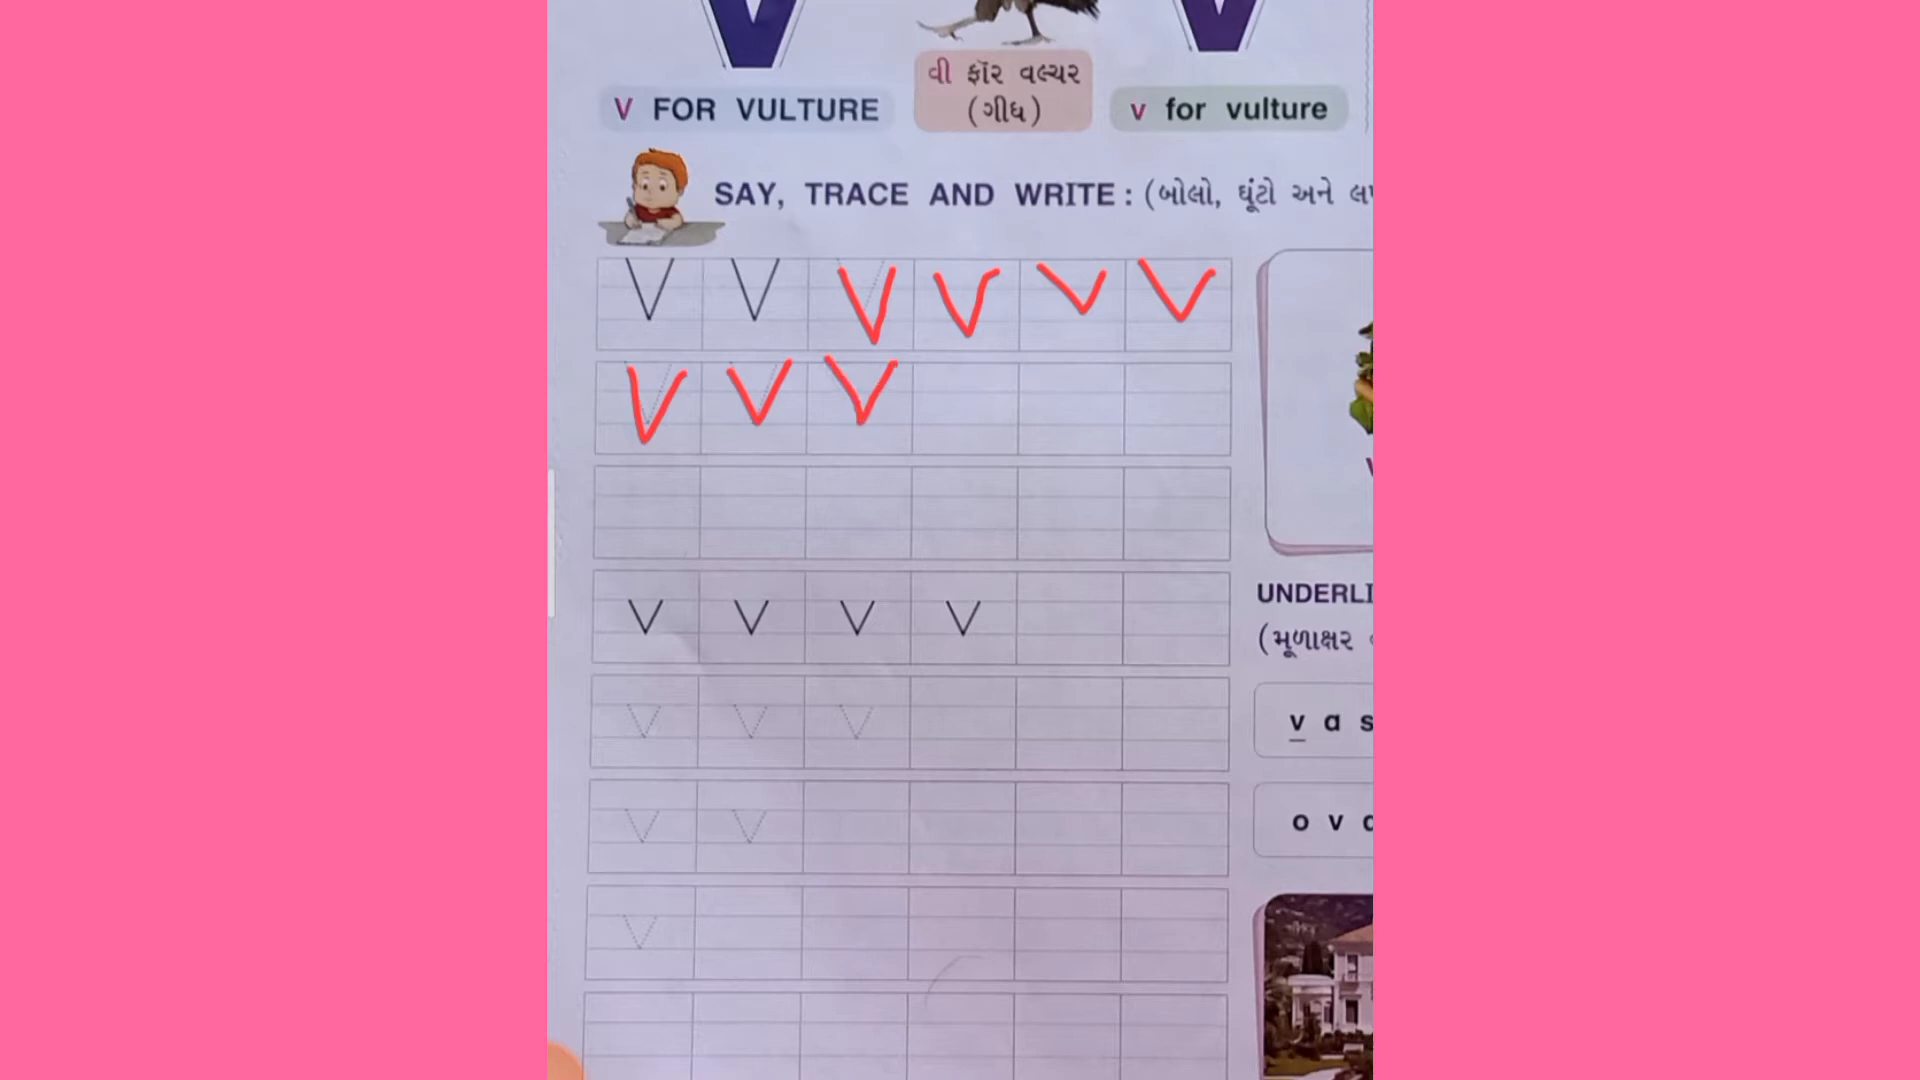 V V
V FOR VULTURE
વી ફૉર વલ્ચર
(ગીધ)
v for vulture
SAY, TRACE AND WRITE : (બોલો, ઘૂંટો અને
V V V V V V
V V V
v v v v
v v v
v v
v
UNDERLI
(મૂળાક્ષર
v a s
o v